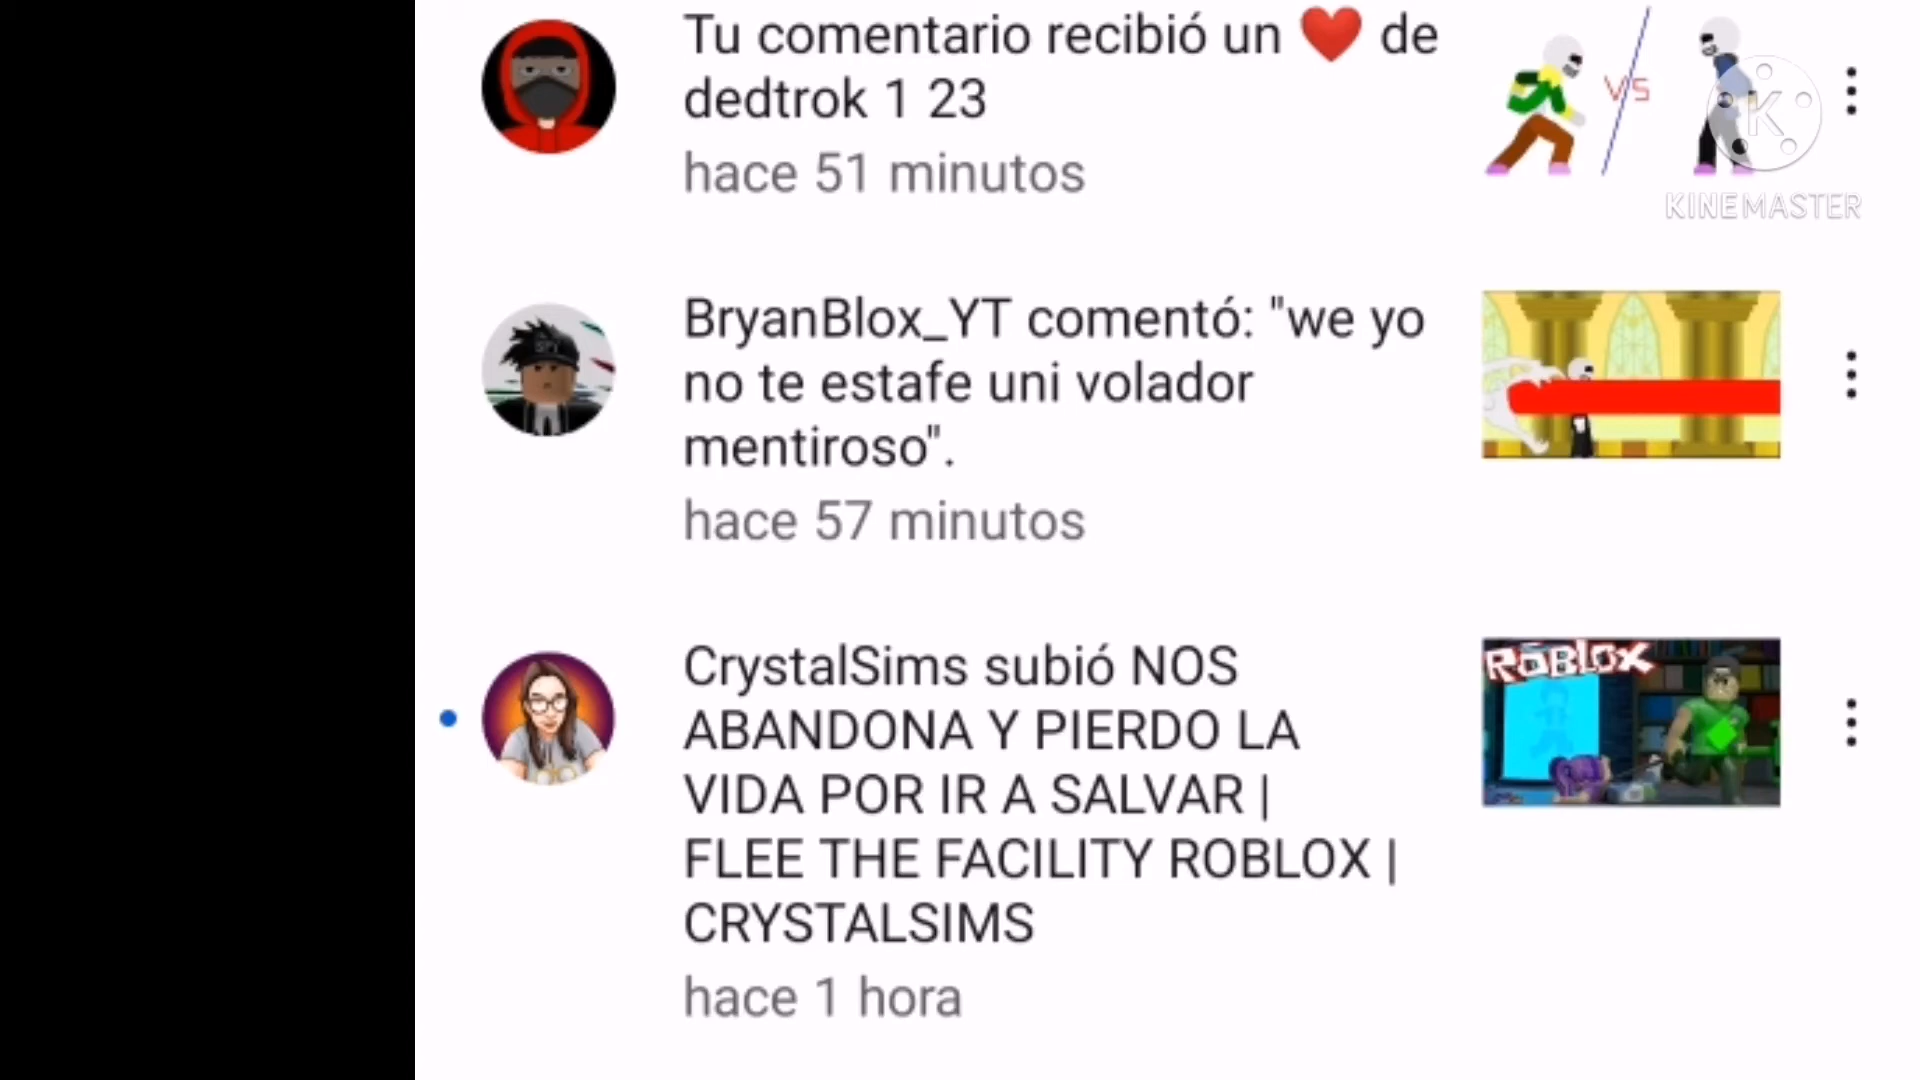 Tu comentario recibió un ❤️ de
dedtrok 1 23
hace 51 minutos
VS
K
KINEMASTER
BryanBlox_YT comentó: "we yo
no te estafe uni volador
mentiroso".
hace 57 minutos
CrystalSims subió NOS
ABANDONA Y PIERDO LA
VIDA POR IR A SALVAR |
FLEE THE FACILITY ROBLOX |
CRYSTALSIMS
hace 1 hora
ROBLOX